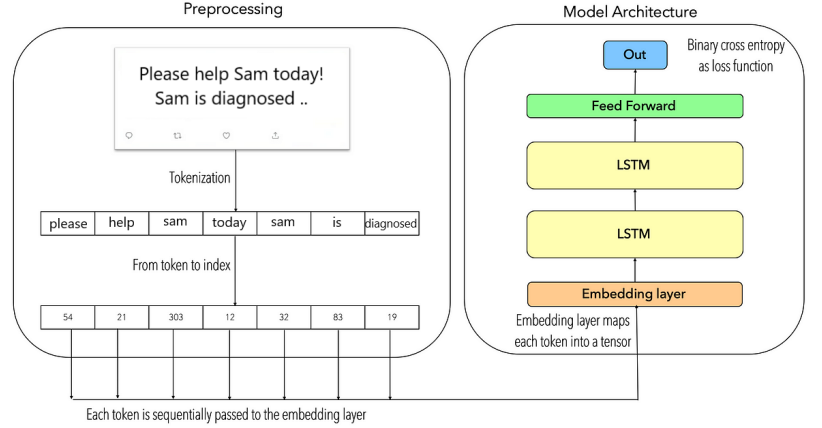 Preprocessing
Please help Sam today!
Sam is diagnosed ..
Tokenization
please help sam today sam is diagnosed
From token to index
54 21 303 12 32 83 19
Each token is sequentially passed to the embedding layer
Model Architecture
Out
Binary cross entropy
as loss function
Feed Forward
LSTM
LSTM
Embedding layer
Embedding layer maps
each token into a tensor